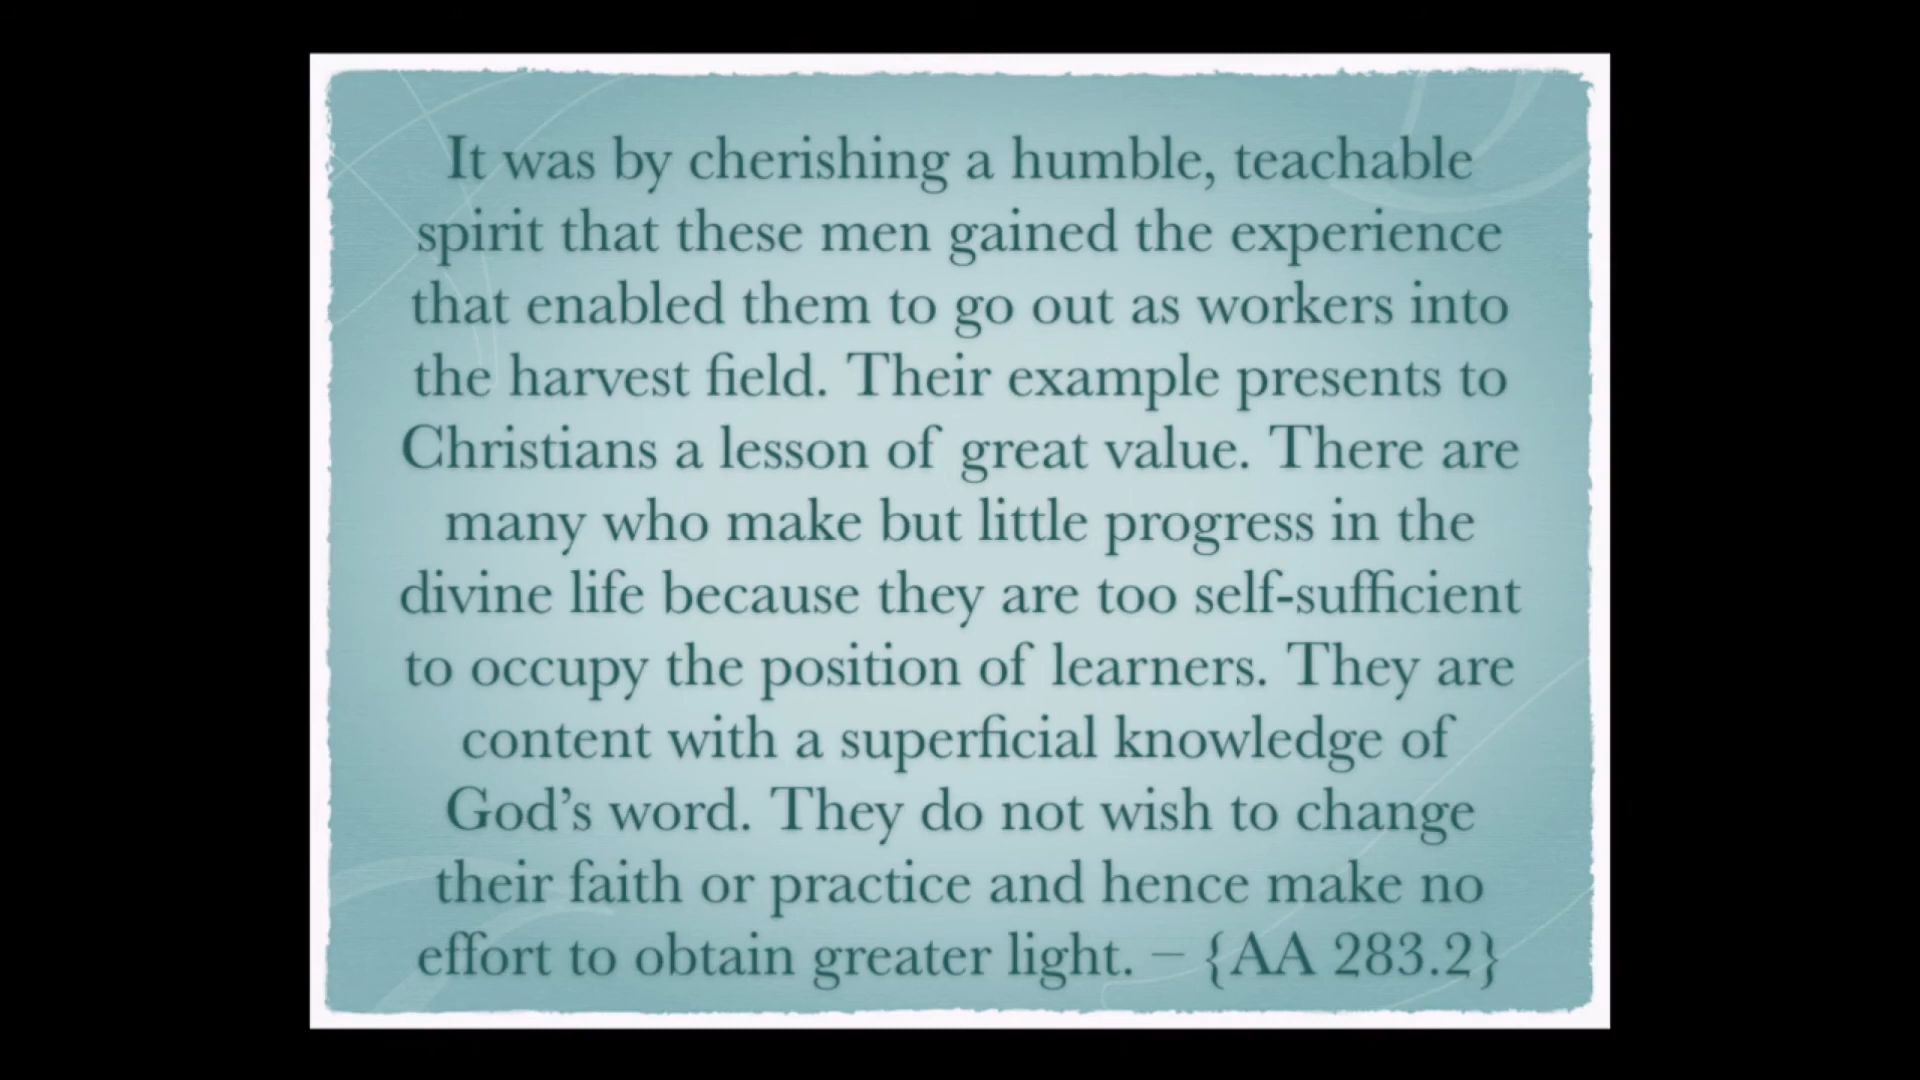 It was by cherishing a humble, teachable
spirit that these men gained the experience
that enabled them to go out as workers into
the harvest field. Their example presents to
Christians a lesson of great value. There are
many who make but little progress in the
divine life because they are too self-sufficient
to occupy the position of learners. They are
content with a superficial knowledge of
God’s word. They do not wish to change
their faith or practice and hence make no
effort to obtain greater light. – {AA 283.2}